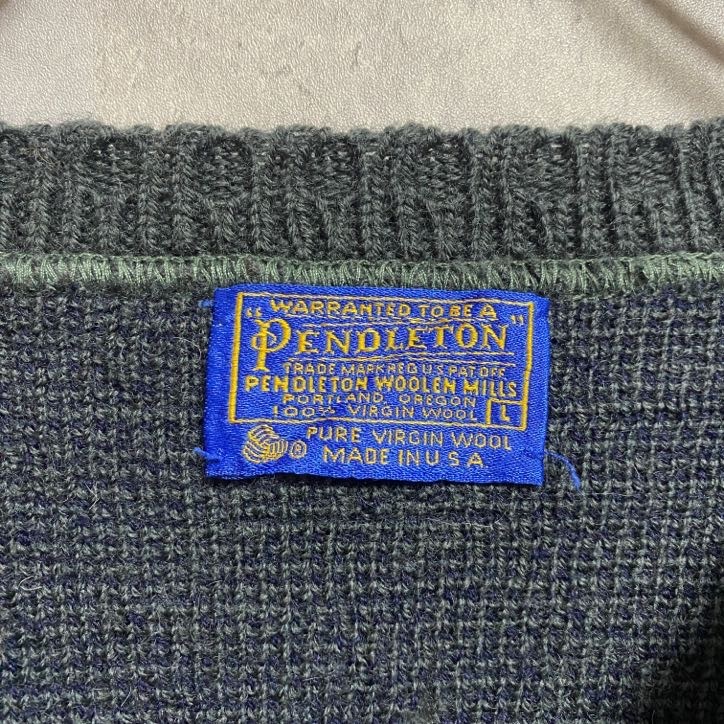 WARRANTED TO BE A
"PENDLETON"
TRADE MARK REG U.S. PAT OFF
PENDLETON WOOLEN MILLS
PORTLAND, OREGON
100% VIRGIN WOOL L
® PURE VIRGIN WOOL
MADE IN U S A